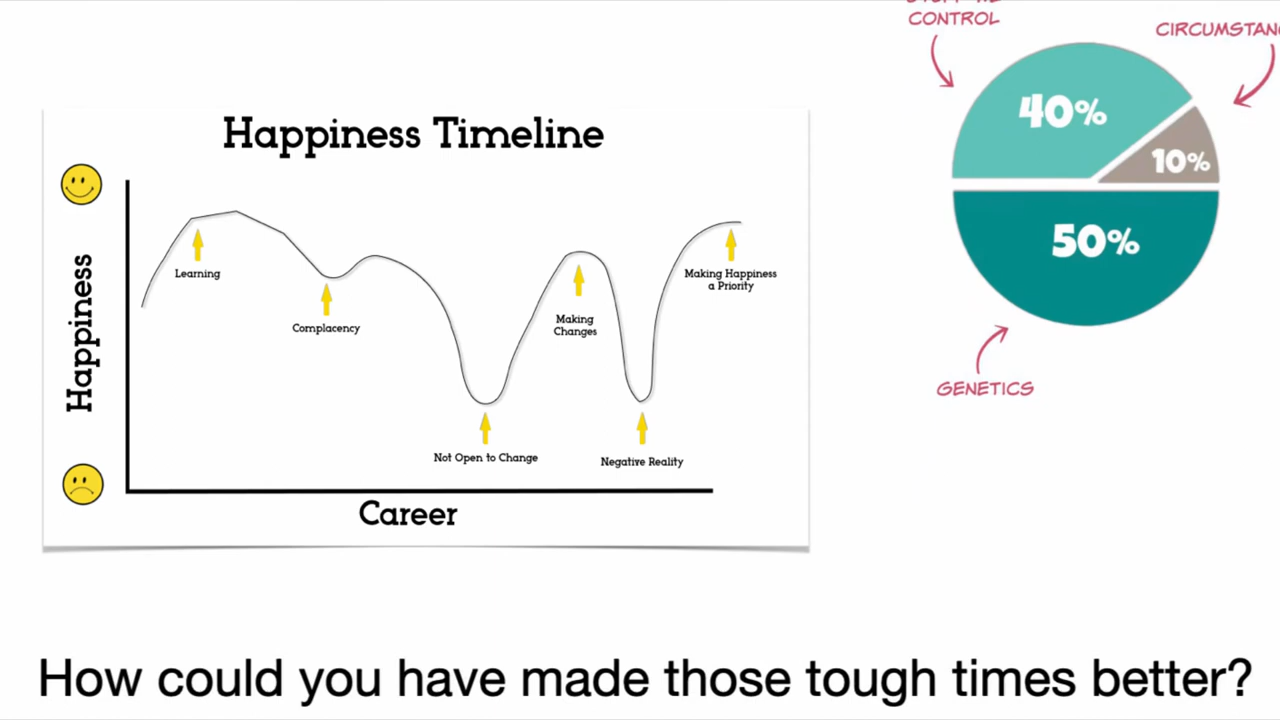 CONTROL
40%
10%
50%
GENETICS
Happiness Timeline
Happiness
Learning
Complacency
Not Open to Change
Making
Changes
Negative Reality
Making Happiness
a Priority
Career
How could you have made those tough times better?